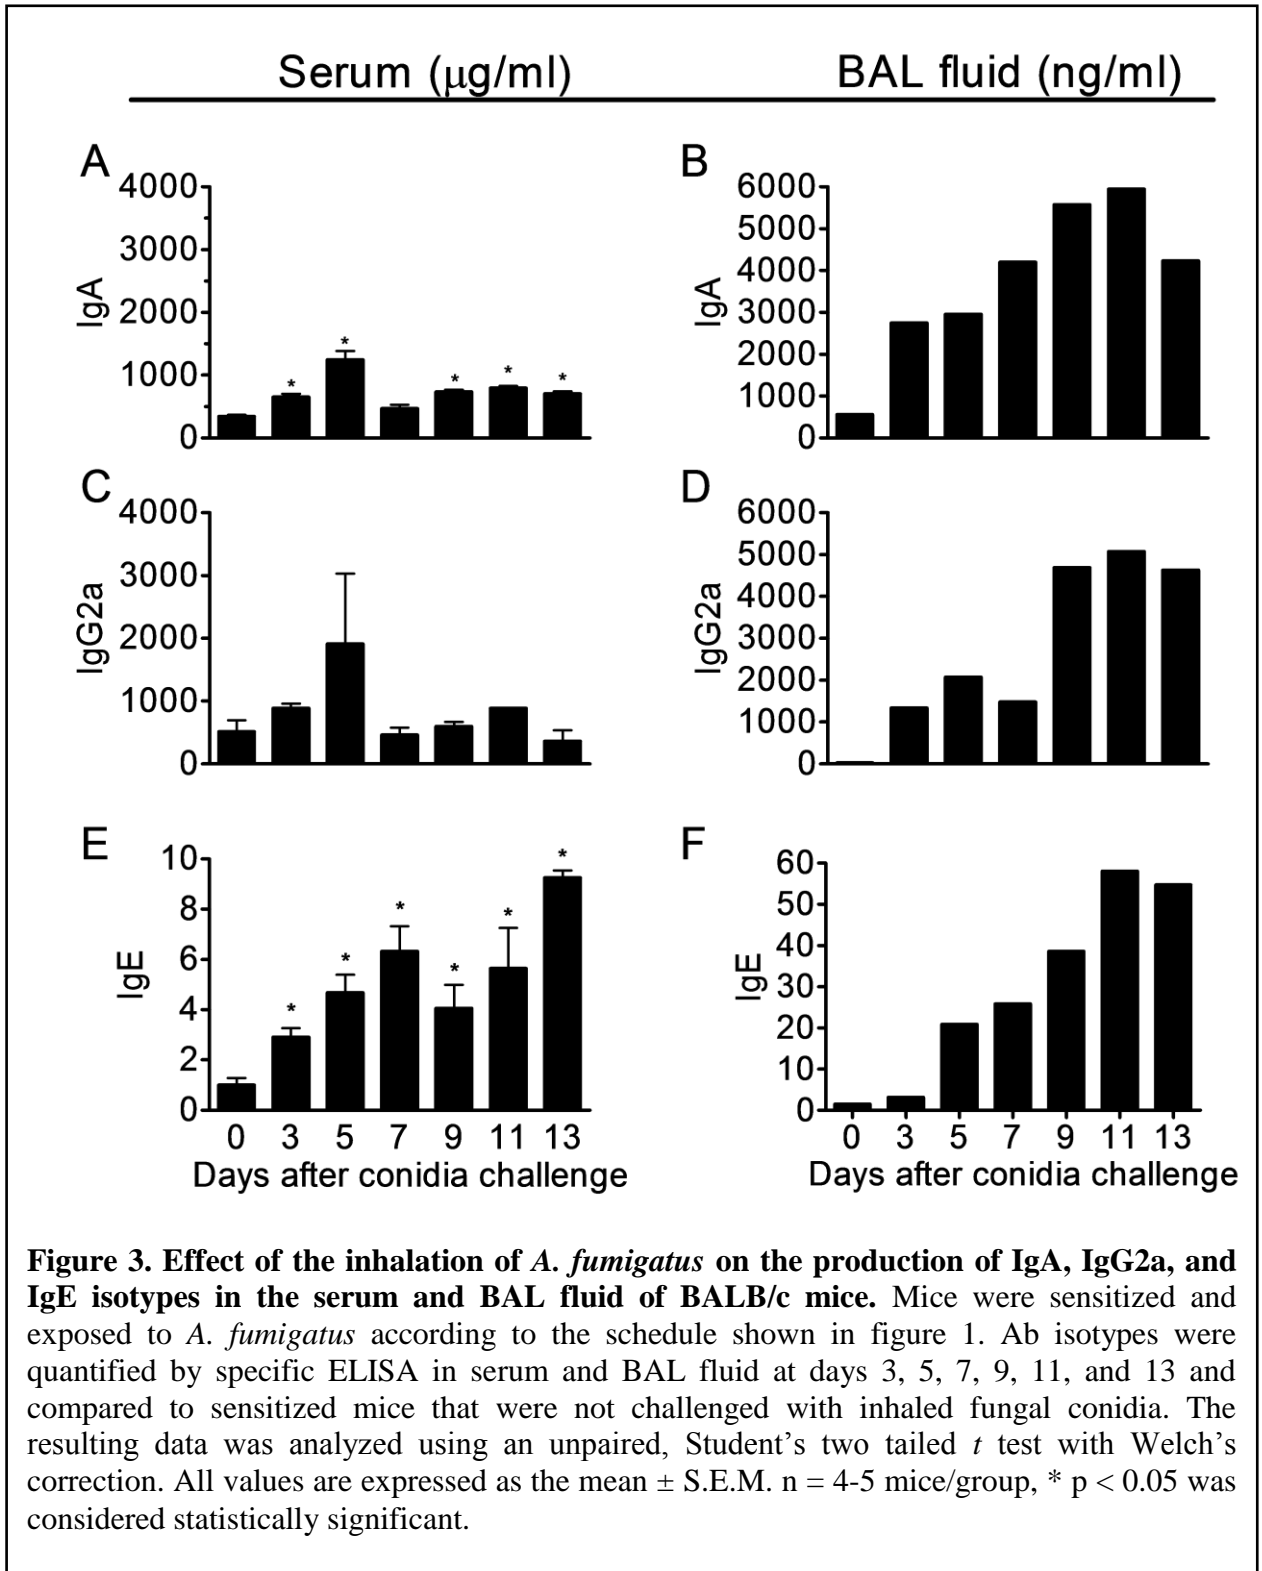 Serum (μg/ml) BAL fluid (ng/ml)
A B
4000
3000
2000
1000
0
IgA
* * * * *
6000
5000
4000
3000
2000
1000
0
IgA
C D
4000
3000
2000
1000
0
IgG2a
6000
5000
4000
3000
2000
1000
0
IgG2a
E F
10
8
6
4
2
0
IgE
* * * * * *
0 3 5 7 9 11 13
Days after conidia challenge
60
50
40
30
20
10
0
IgE
0 3 5 7 9 11 13
Days after conidia challenge
Figure 3. Effect of the inhalation of A. fumigatus on the production of IgA, IgG2a, and
IgE isotypes in the serum and BAL fluid of BALB/c mice. Mice were sensitized and
exposed to A. fumigatus according to the schedule shown in figure 1. Ab isotypes were
quantified by specific ELISA in serum and BAL fluid at days 3, 5, 7, 9, 11, and 13 and
compared to sensitized mice that were not challenged with inhaled fungal conidia. The
resulting data was analyzed using an unpaired, Student's two tailed t test with Welch's
correction. All values are expressed as the mean ± S.E.M. n = 4-5 mice/group, * p < 0.05 was
considered statistically significant.